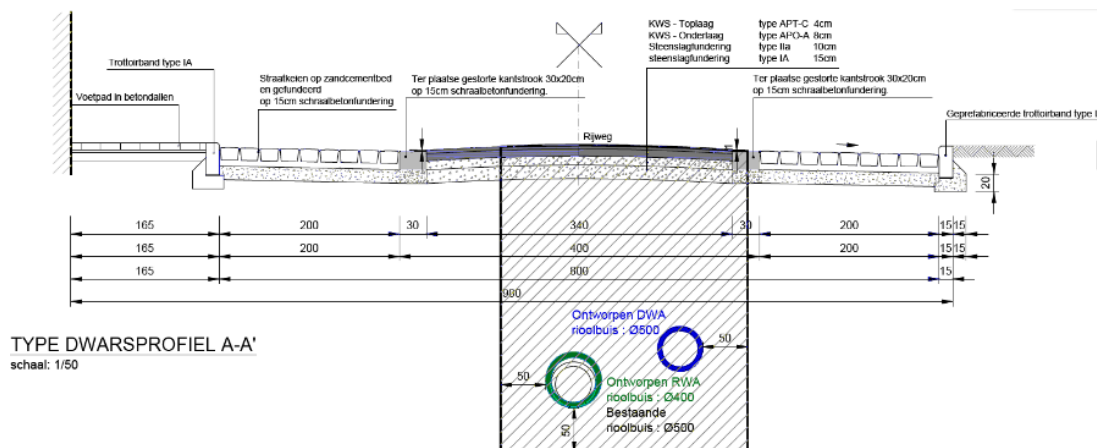 KWS - Toplaag type APT-C 4cm
KWS - Onderlaag type APO-A 8cm
Steenslagfundering type IIa 10cm
steenslagfundering type IA 15cm
Trottoirband type IA
Straatkeien op zandcementbed
en gefundeerd
op 15cm schraalbetonfundering
Ter plaatse gestorte kantstrook 30x20cm
op 15cm schraalbetonfundering.
Ter plaatse gestorte kantstrook 30x20cm
op 15cm schraalbetonfundering.
Voetpad in betondallen
Geprefabriceerde trottoirband type I
Rijweg
20
165 200 30 340 30 200 15 15
165 200 400 200 15 15
165 800 15
980
Ontworpen DWA
rioolbuis : Ø500
50
50
Ontworpen RWA
rioolbuis : Ø400
Bestaande
rioolbuis : Ø500
50
TYPE DWARSPROFIEL A-A'
schaal: 1/50